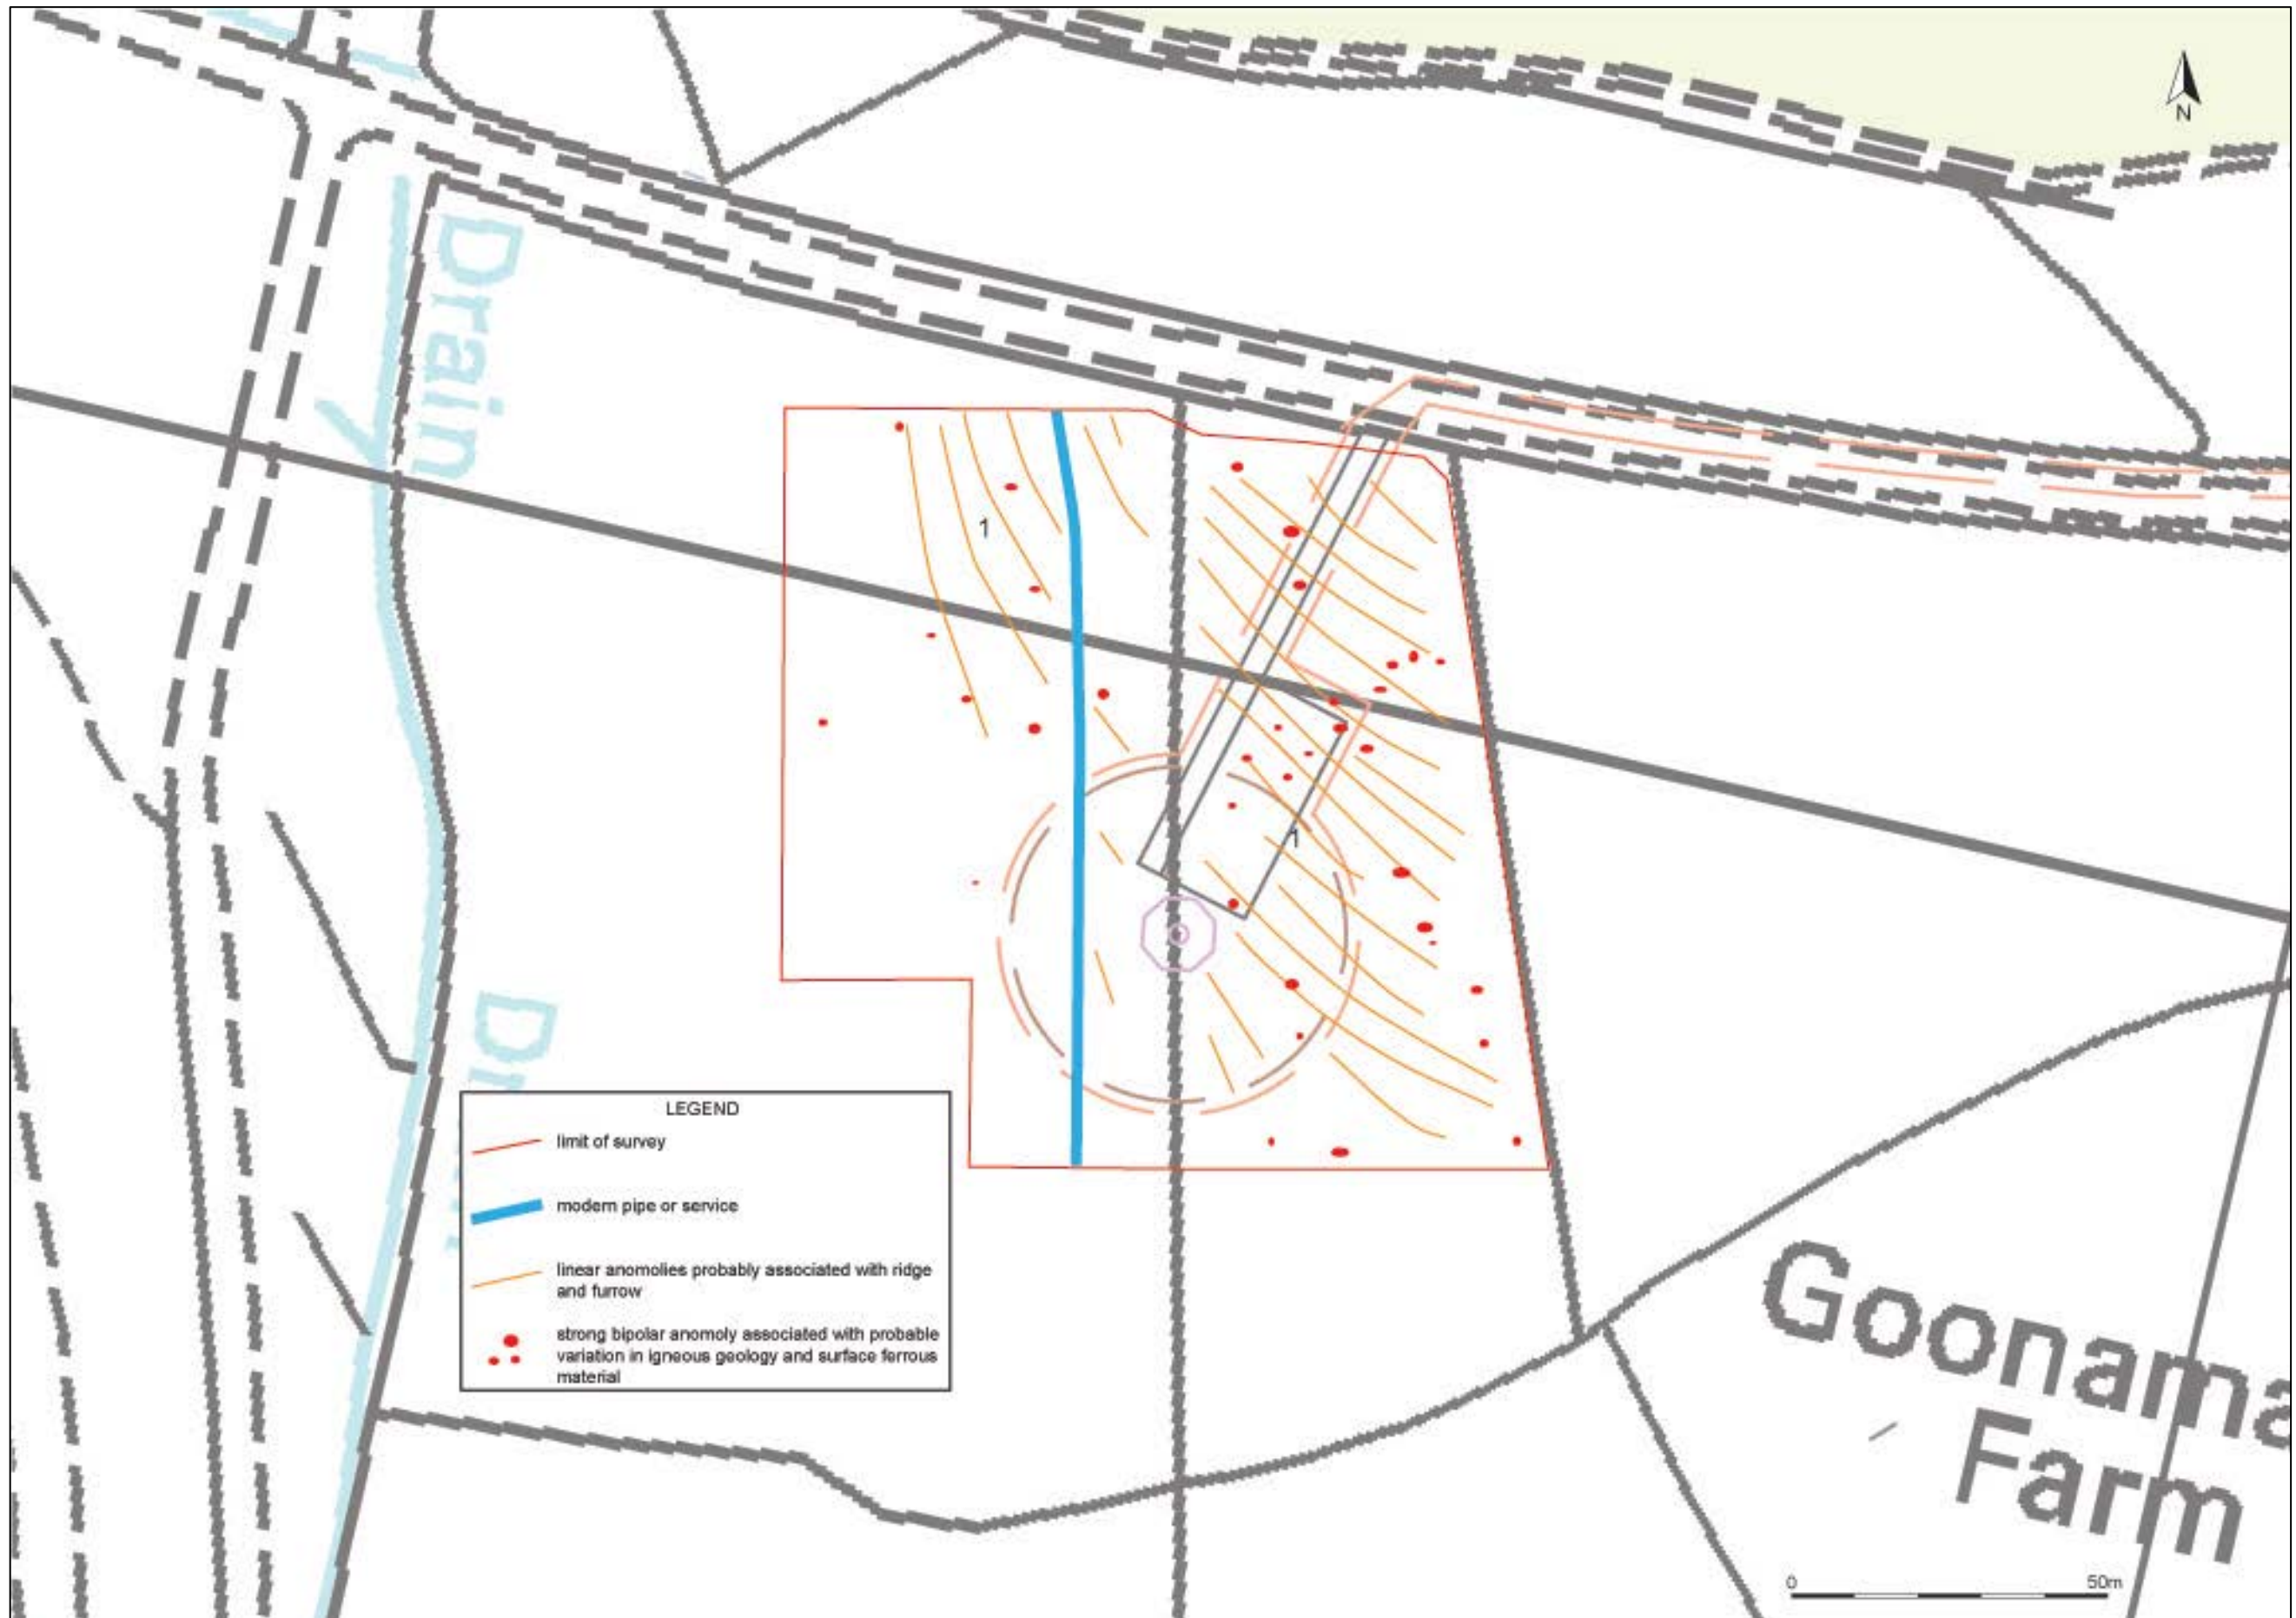 N
Drain
1
1
LEGEND
limit of survey
modern pipe or service
linear anomolies probably associated with ridge
and furrow
strong bipolar anomoly associated with probable
variation in igneous geology and surface ferrous
material
Goonama
Farm
0 50m